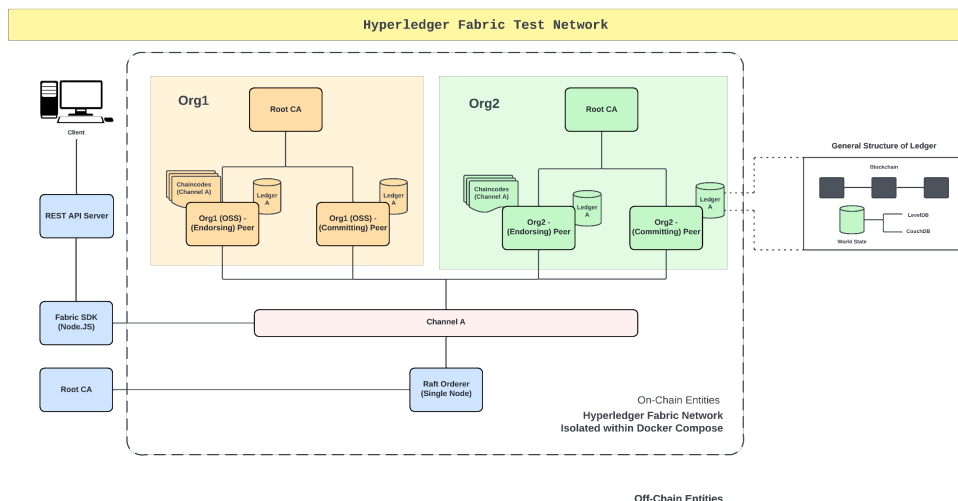 Hyperledger Fabric Test Network
Client
REST API Server
Fabric SDK
(Node.JS)
Root CA
Org1
Root CA
Chaincodes
(Channel A)
Ledger
A
Ledger
A
Org1 (OSS) -
(Endorsing) Peer
Org1 (OSS) -
(Committing) Peer
Org2
Root CA
Chaincodes
(Channel A)
Ledger
A
Ledger
A
Org2 -
(Endorsing) Peer
Org2 -
(Committing) Peer
Channel A
Raft Orderer
(Single Node)
On-Chain Entities
Hyperledger Fabric Network
Isolated within Docker Compose
General Structure of Ledger
Blockchain
LevelDB
CouchDB
World State
Off-Chain Entities